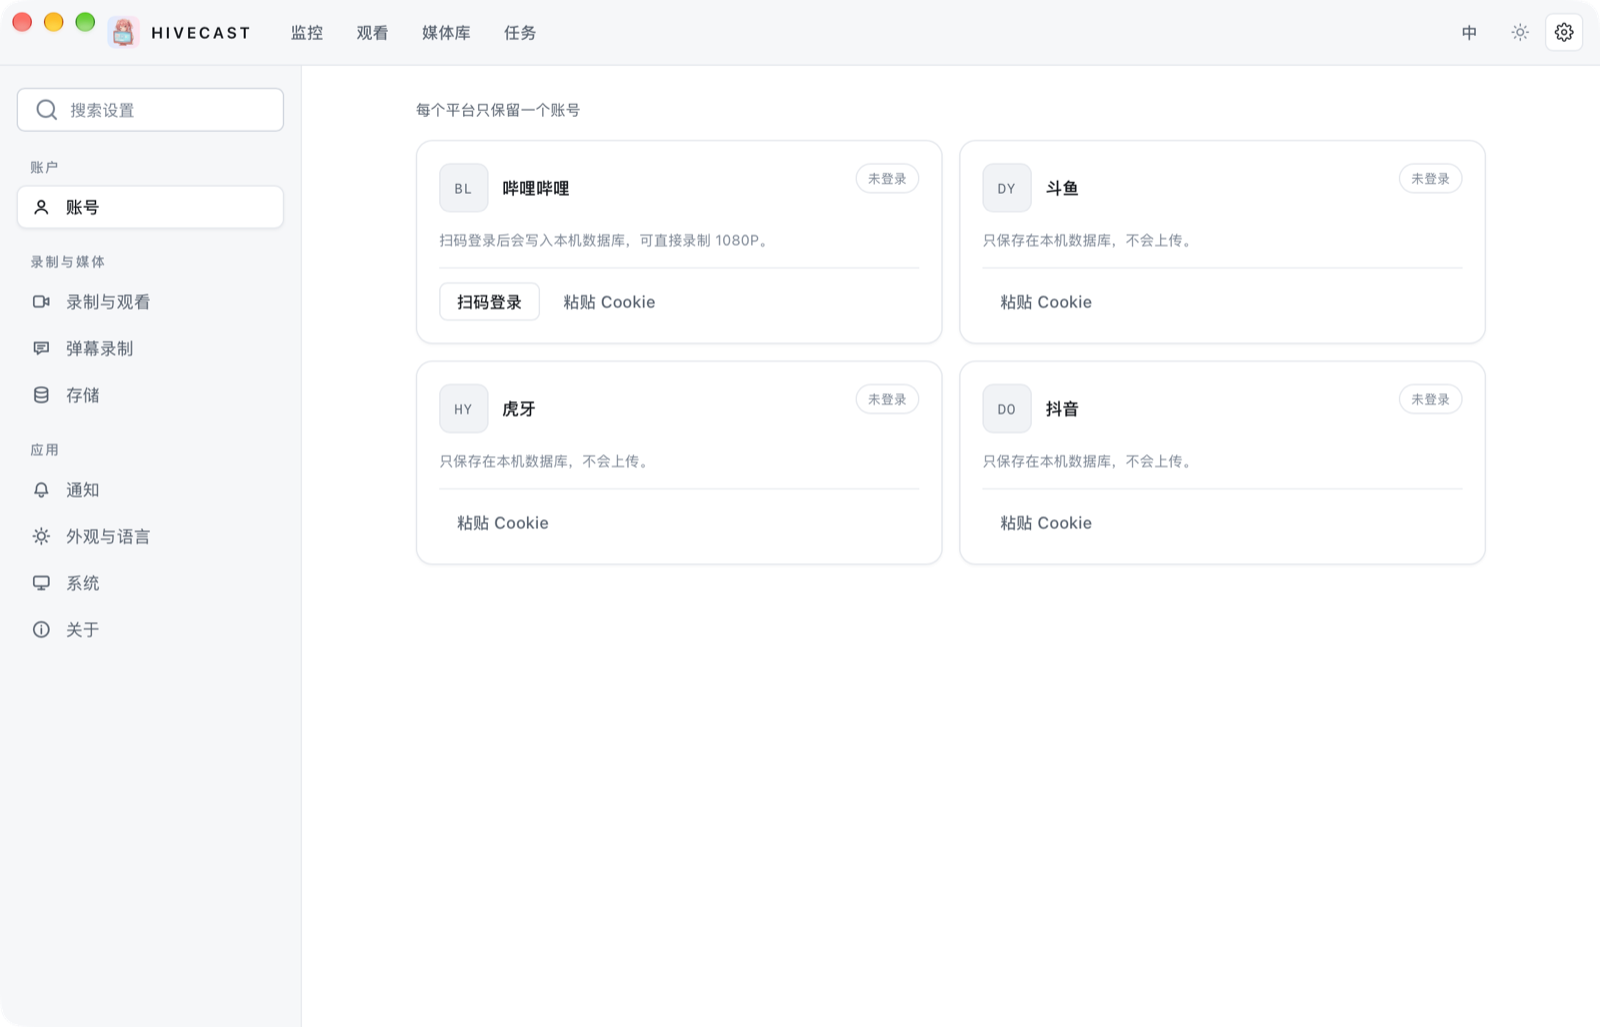 HIVECAST
监控
观看
媒体库
任务
中
搜索设置
账户
账号
录制与媒体
录制与观看
弹幕录制
存储
应用
通知
外观与语言
系统
关于
每个平台只保留一个账号
BL
哔哩哔哩
未登录
扫码登录后会写入本机数据库，可直接录制 1080P。
扫码登录
粘贴 Cookie
DY
斗鱼
未登录
只保存在本机数据库，不会上传。
粘贴 Cookie
HY
虎牙
未登录
只保存在本机数据库，不会上传。
粘贴 Cookie
DO
抖音
未登录
只保存在本机数据库，不会上传。
粘贴 Cookie